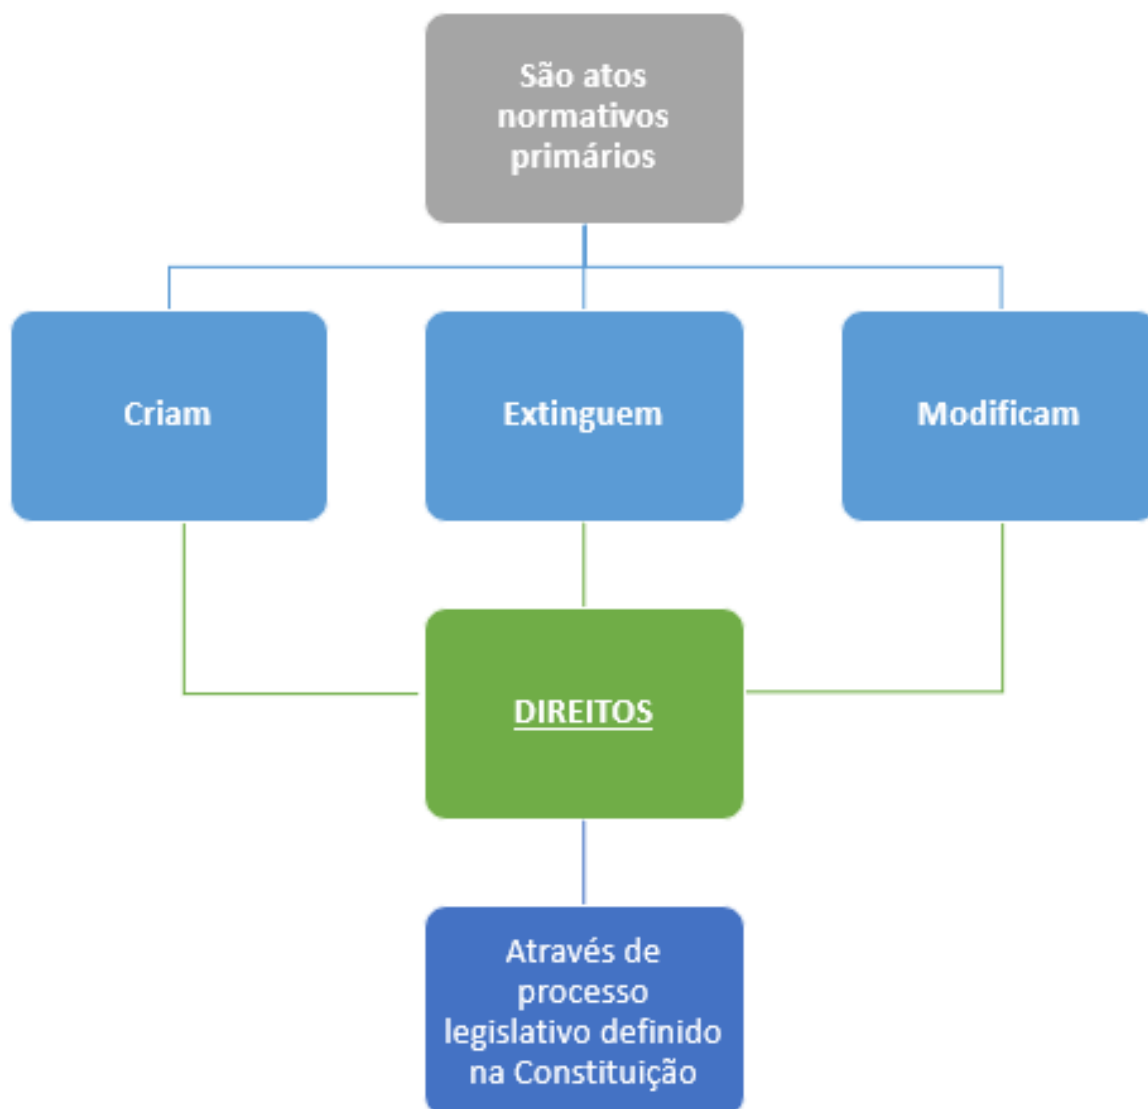 São atos
normativos
primários
Criam
Extinguem
Modificam
DIREITOS
Através de
processo
legislativo definido
na Constituição